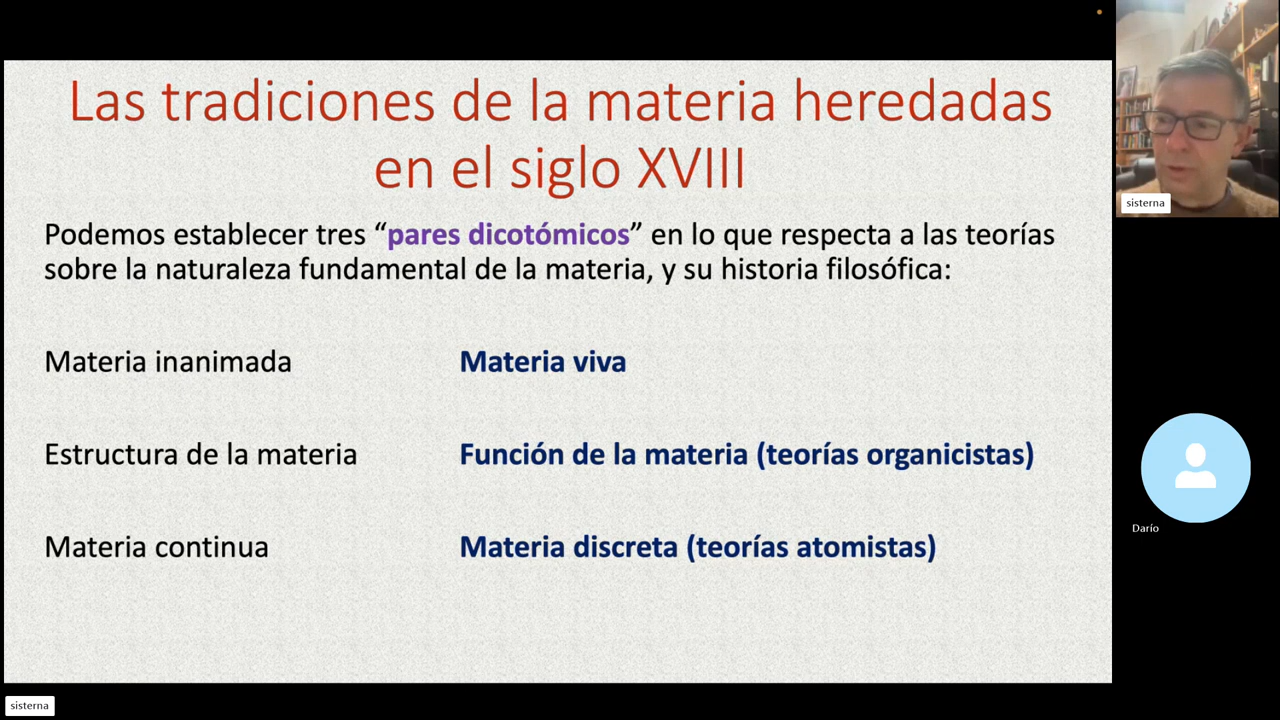 Las tradiciones de la materia heredadas
en el siglo XVIII
Podemos establecer tres “pares dicotómicos” en lo que respecta a las teorías
sobre la naturaleza fundamental de la materia, y su historia filosófica:
Materia inanimada Materia viva
Estructura de la materia Función de la materia (teorías organicistas)
Materia continua Materia discreta (teorías atomistas)
sisterna
Darío
sisterna